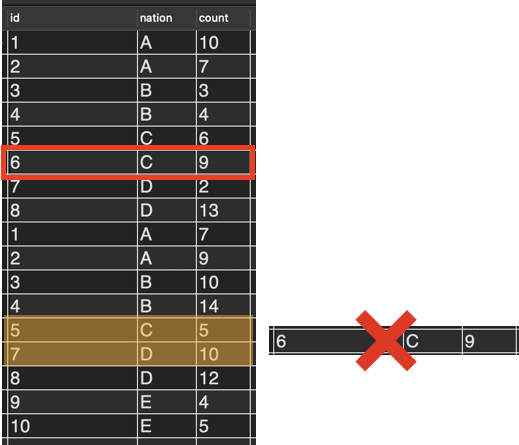 id nation count
1 A 10
2 A 7
3 B 3
4 B 4
5 C 6
6 C 9
7 D 2
8 D 13
1 A 7
2 A 9
3 B 10
4 B 14
5 C 5
7 D 10
8 D 12
9 E 4
10 E 5
6 C 9